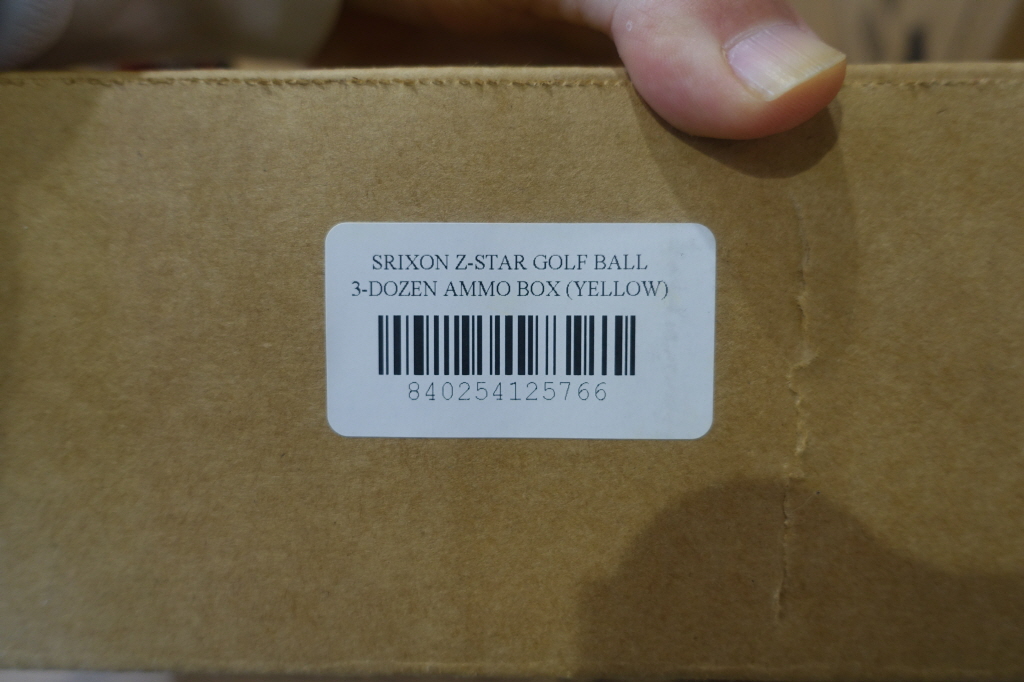 SRIXON Z-STAR GOLF BALL
3-DOZEN AMMO BOX (YELLOW)
840254125766